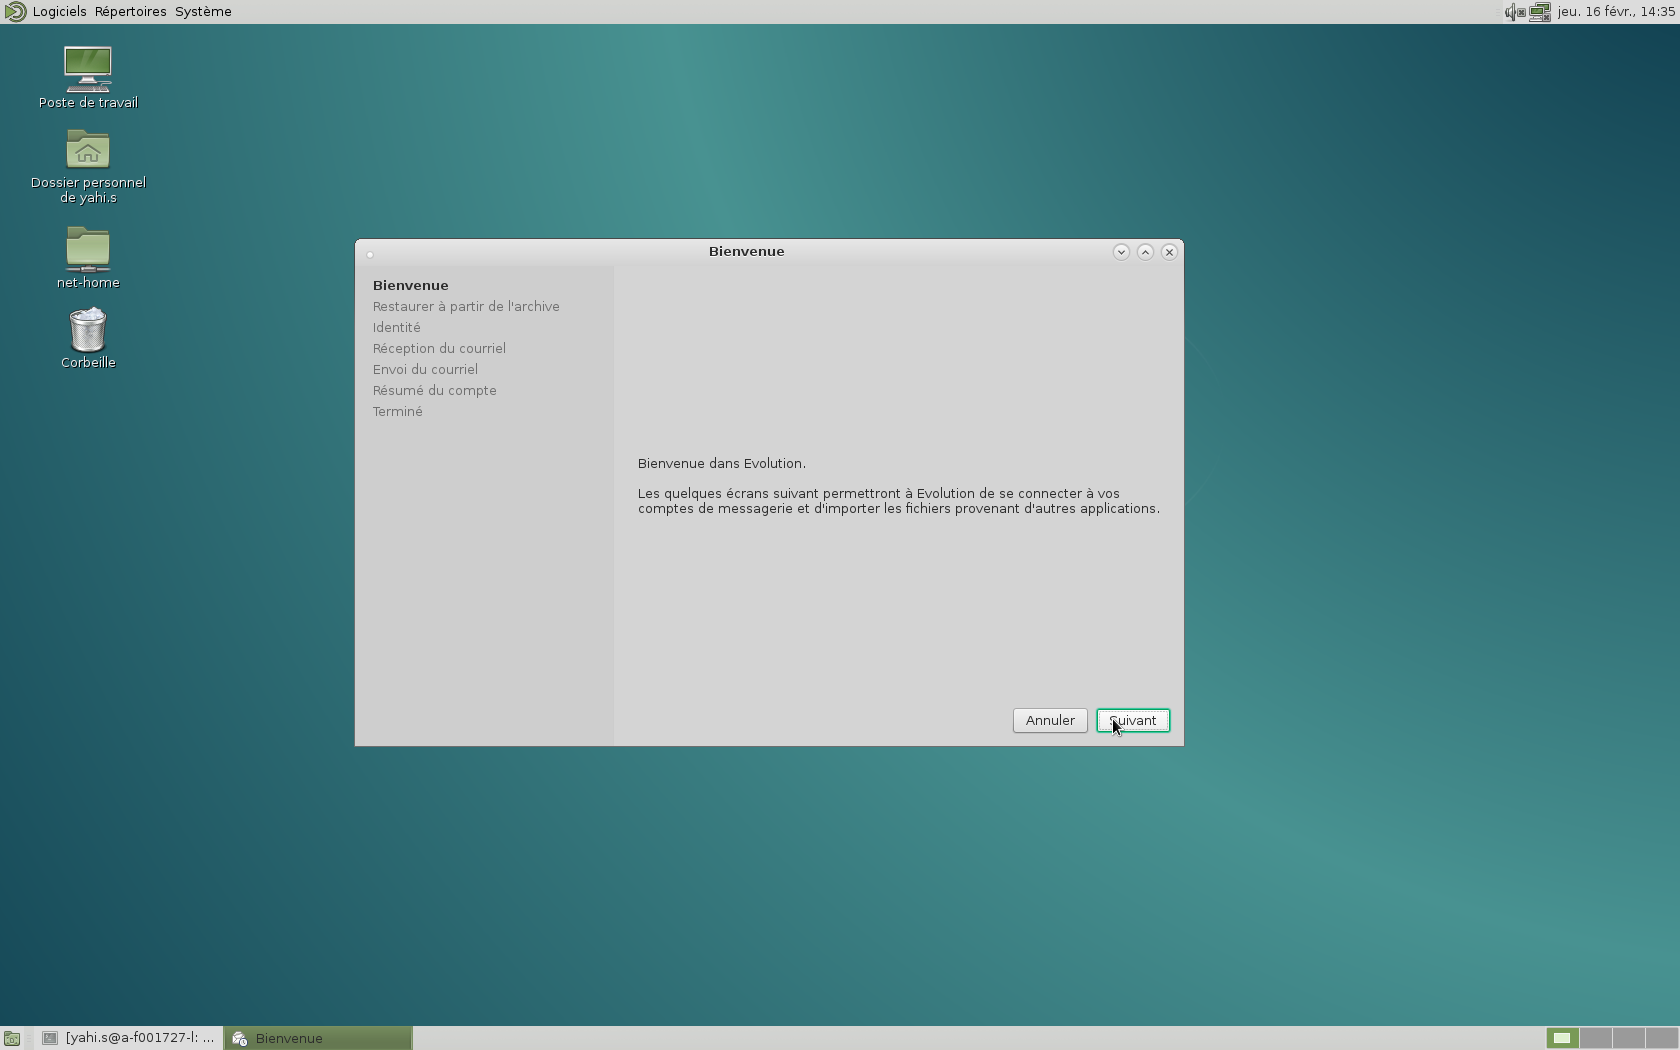 Logiciels Répertoires Système
jeu. 16 févr., 14:35
Poste de travail
Dossier personnel
de yahi.s
net-home
Corbeille
Bienvenue
Bienvenue
Restaurer à partir de l'archive
Identité
Réception du courriel
Envoi du courriel
Résumé du compte
Terminé
Bienvenue dans Evolution.
Les quelques écrans suivant permettront à Evolution de se connecter à vos
comptes de messagerie et d'importer les fichiers provenant d'autres applications.
Annuler
Suivant
[yahi.s@a-f001727-l: ...
Bienvenue